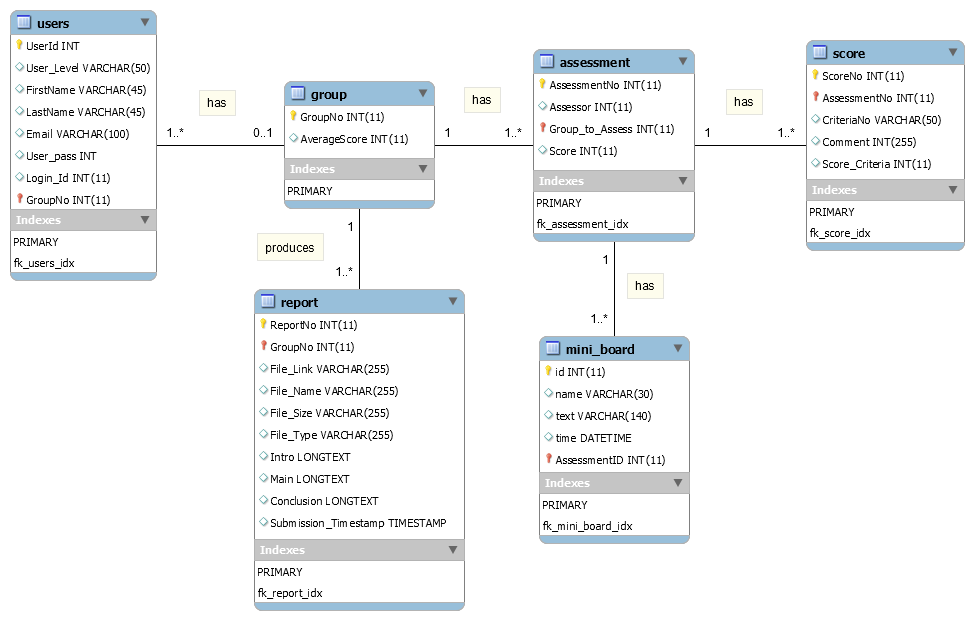 users
UserId INT
User_Level VARCHAR(50)
FirstName VARCHAR(45)
LastName VARCHAR(45)
Email VARCHAR(100)
User_pass INT
Login_Id INT(11)
GroupNo INT(11)
Indexes
PRIMARY
fk_users_idx
has
1..*
0..1
group
GroupNo INT(11)
AverageScore INT(11)
Indexes
PRIMARY
has
1
1..*
assessment
AssessmentNo INT(11)
Assessor INT(11)
Group_to_Assess INT(11)
Score INT(11)
Indexes
PRIMARY
fk_assessment_idx
has
1
1..*
score
ScoreNo INT(11)
AssessmentNo INT(11)
CriteriaNo VARCHAR(50)
Comment INT(255)
Score_Criteria INT(11)
Indexes
PRIMARY
fk_score_idx
1
produces
1..*
report
ReportNo INT(11)
GroupNo INT(11)
File_Link VARCHAR(255)
File_Name VARCHAR(255)
File_Size VARCHAR(255)
File_Type VARCHAR(255)
Intro LONGTEXT
Main LONGTEXT
Conclusion LONGTEXT
Submission_Timestamp TIMESTAMP
Indexes
PRIMARY
fk_report_idx
1
has
1..*
mini_board
id INT(11)
name VARCHAR(30)
text VARCHAR(140)
time DATETIME
AssessmentID INT(11)
Indexes
PRIMARY
fk_mini_board_idx